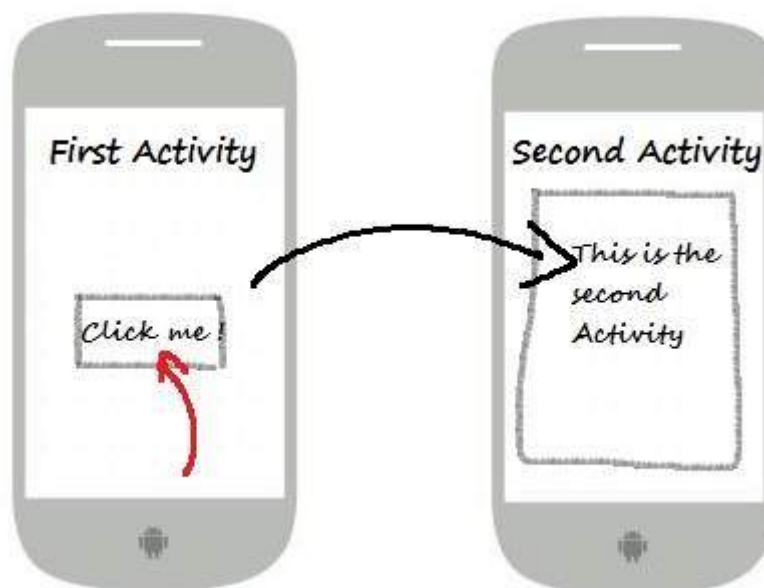 First Activity
Click me !
Second Activity
This is the
second
Activity